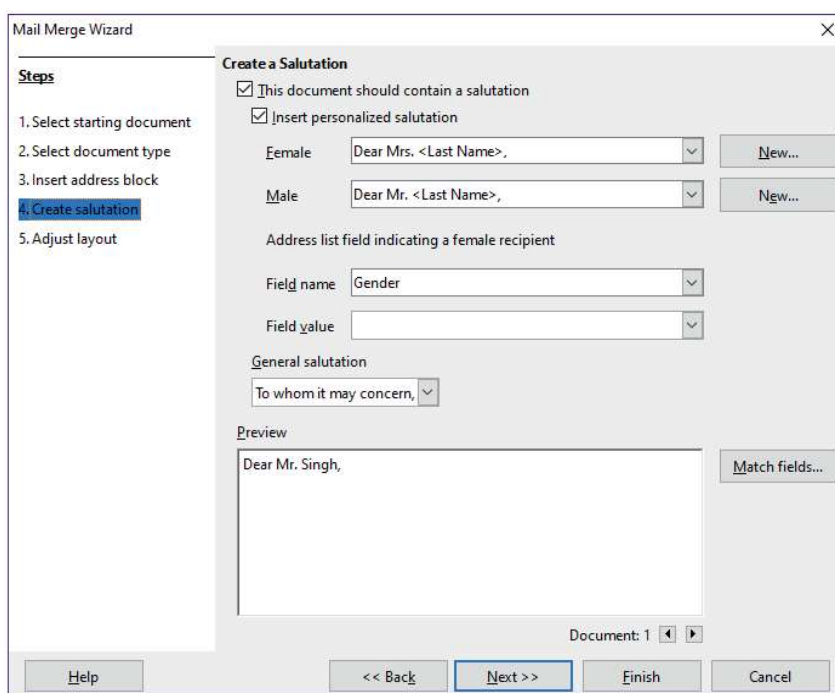 Mail Merge Wizard
Steps
1. Select starting document
2. Select document type
3. Insert address block
4. Create salutation
5. Adjust layout
Create a Salutation
This document should contain a salutation
Insert personalized salutation
Female Dear Mrs. <Last Name>, New...
Male Dear Mr. <Last Name>, New...
Address list field indicating a female recipient
Field name Gender
Field value
General salutation
To whom it may concern,
Preview
Dear Mr. Singh,
Match fields...
Document: 1
Help << Back Next >> Finish Cancel